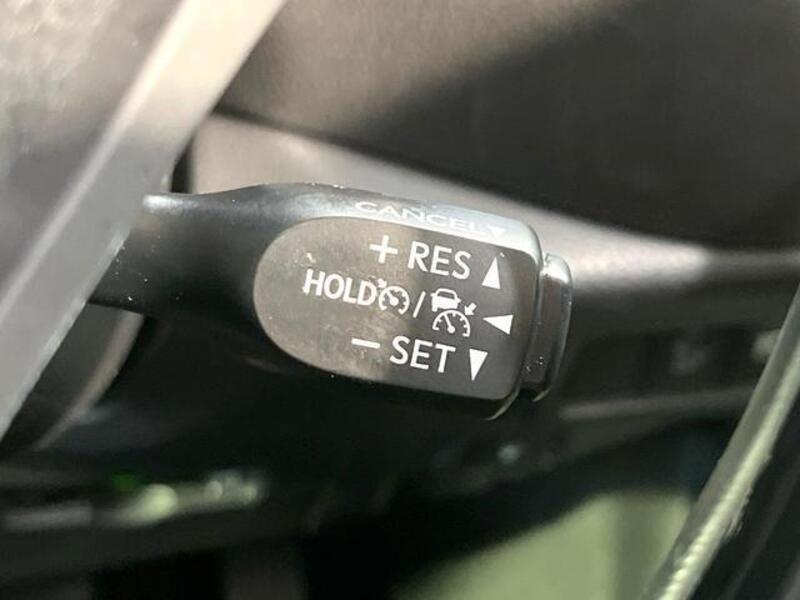 CANCEL
+ RES
HOLD /
- SET